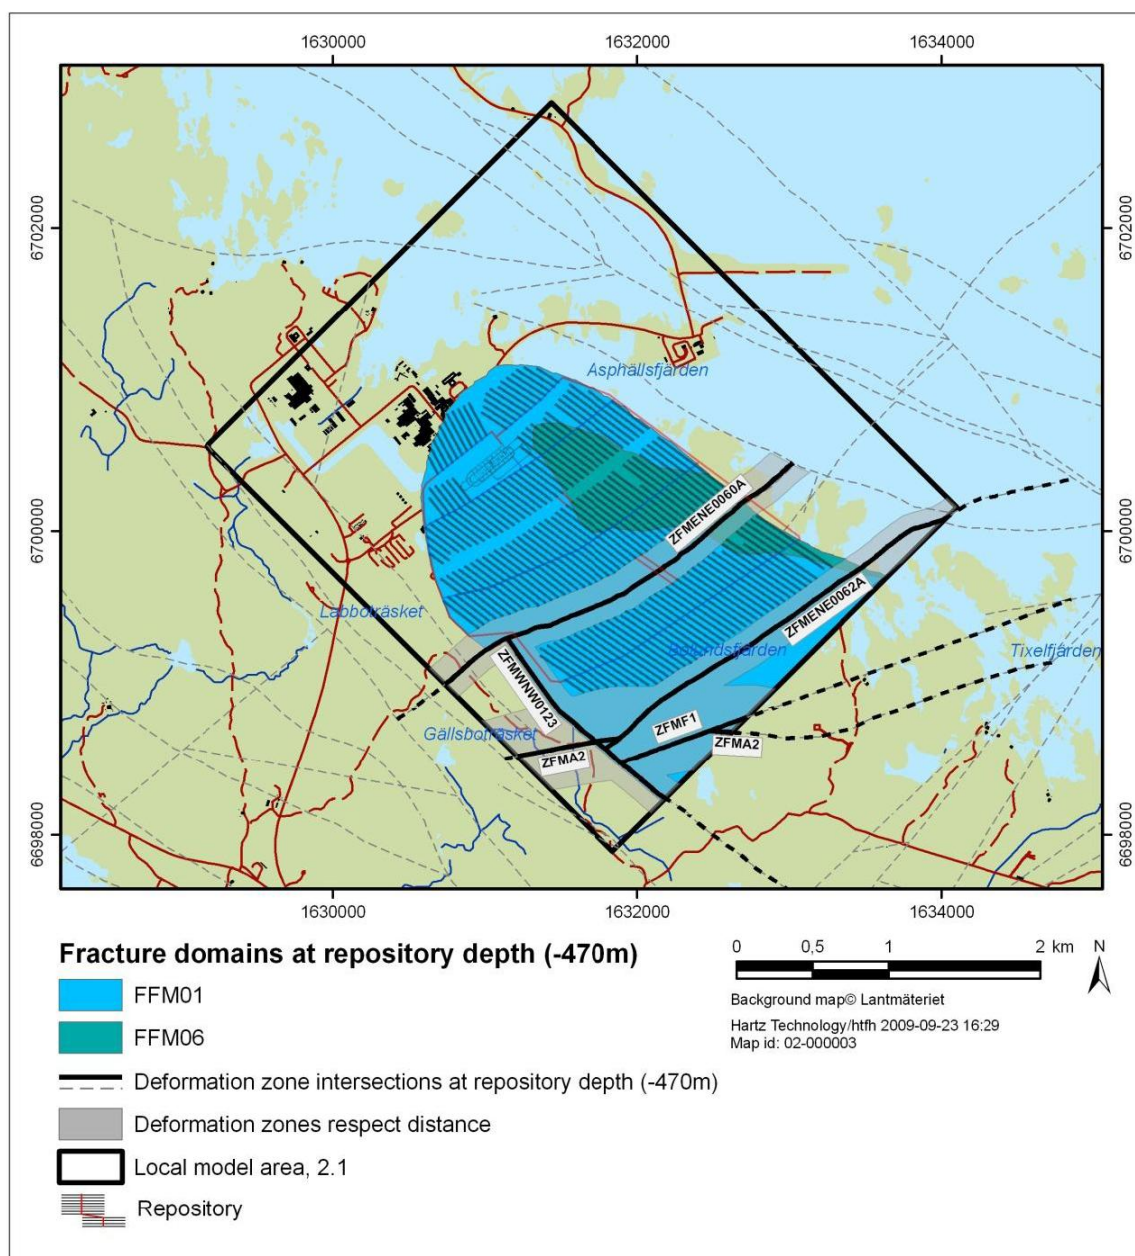 1630000
1632000
1634000
6702000
6702000
Asphällsfjärden
ZFMENE0060A
6700000
6700000
ZFMENE0062A
Labboträsket
Bolundsfjärden
Tixelfjärden
ZFMWNW0123
Gällsboträsket
ZFMF1
ZFMA2
ZFMA2
6698000
6698000
1630000
1632000
1634000
Fracture domains at repository depth (-470m)
FFM01
FFM06
Deformation zone intersections at repository depth (-470m)
Deformation zones respect distance
Local model area, 2.1
Repository
0 0,5 1 2 km
N
Background map© Lantmäteriet
Hartz Technology/htfh 2009-09-23 16:29
Map id: 02-000003